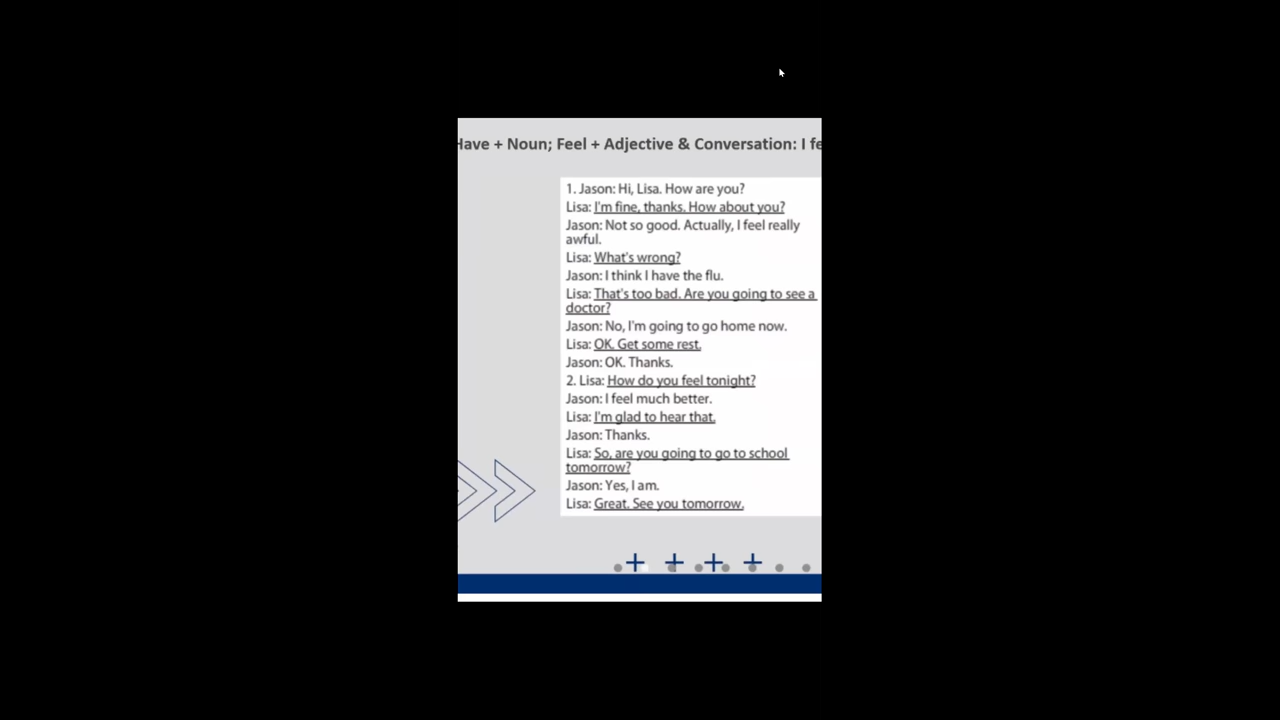 Have + Noun; Feel + Adjective & Conversation: I
1. Jason: Hi, Lisa. How are you?
Lisa: I'm fine, thanks. How about you?
Jason: Not so good. Actually, I feel really
awful.
Lisa: What's wrong?
Jason: I think I have the flu.
Lisa: That's too bad. Are you going to see a
doctor?
Jason: No, I'm going to go home now.
Lisa: OK. Get some rest.
Jason: OK. Thanks.
2. Lisa: How do you feel tonight?
Jason: I feel much better.
Lisa: I'm glad to hear that.
Jason: Thanks.
Lisa: So, are you going to go to school
tomorrow?
Jason: Yes, I am.
Lisa: Great. See you tomorrow.